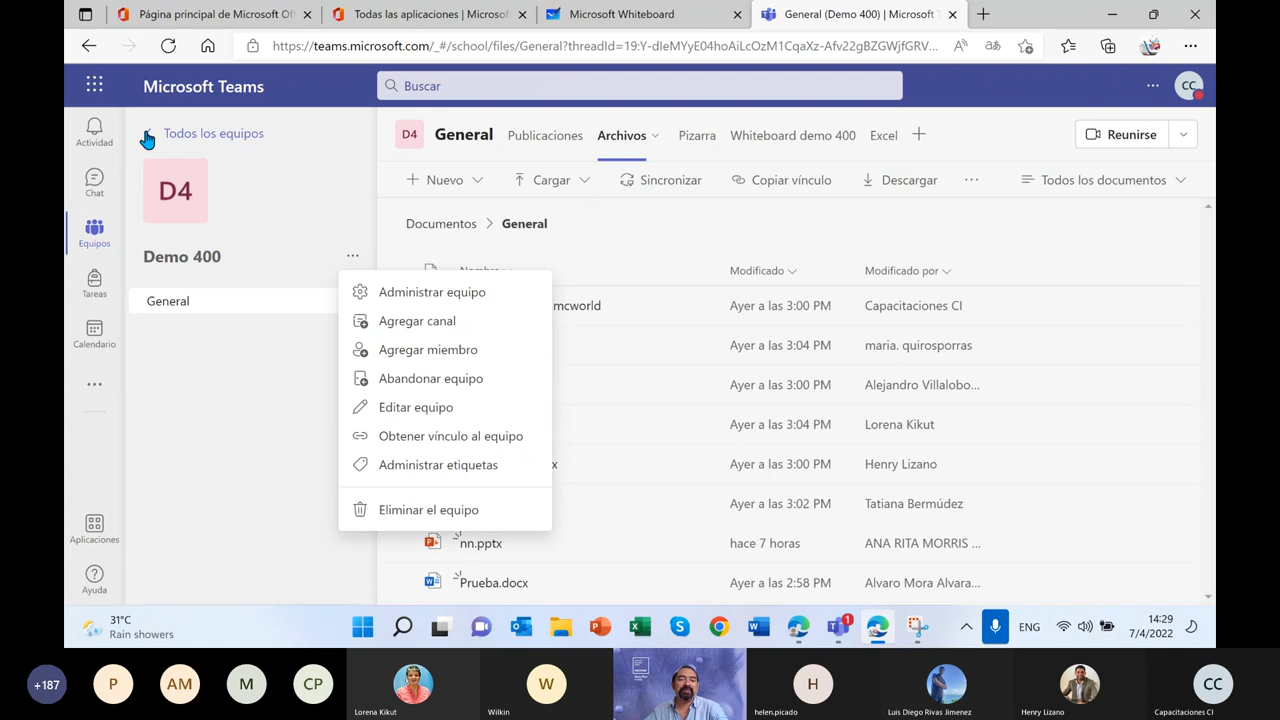 Página principal de Microsoft Of
Todas las aplicaciones | Microsof
Microsoft Whiteboard
General (Demo 400) | Microsoft T
https://teams.microsoft.com/_#/school/files/General?threadId=19:Y-dIeMYyE04hoAiLcOzM1CqaXz-Afv22gBZGWjfGRV...
Microsoft Teams
Buscar
CC
Actividad
Chat
Equipos
Tareas
Calendario
Aplicaciones
Ayuda
Todos los equipos
D4
Demo 400
General
D4 General Publicaciones Archivos Pizarra Whiteboard demo 400 Excel
Reunirse
Nuevo Cargar Sincronizar Copiar vínculo Descargar ... Todos los documentos
Documentos > General
Modificado Modificado por
mcworld Ayer a las 3:00 PM Capacitaciones CI
Ayer a las 3:04 PM maria. quirosporras
Ayer a las 3:00 PM Alejandro Villalobo...
Ayer a las 3:04 PM Lorena Kikut
x Ayer a las 3:00 PM Henry Lizano
Ayer a las 3:02 PM Tatiana Bermúdez
nn.pptx hace 7 horas ANA RITA MORRIS ...
Prueba.docx Ayer a las 2:58 PM Alvaro Mora Alvara...
Administrar equipo
Agregar canal
Agregar miembro
Abandonar equipo
Editar equipo
Obtener vínculo al equipo
Administrar etiquetas
Eliminar el equipo
31°C
Rain showers
1
ENG
14:29
7/4/2022
+187
P
AM
M
CP
Lorena Kikut
W
Wilkin
H
helen.picado
Luis Diego Rivas Jimenez
Henry Lizano
CC
Capacitaciones CI